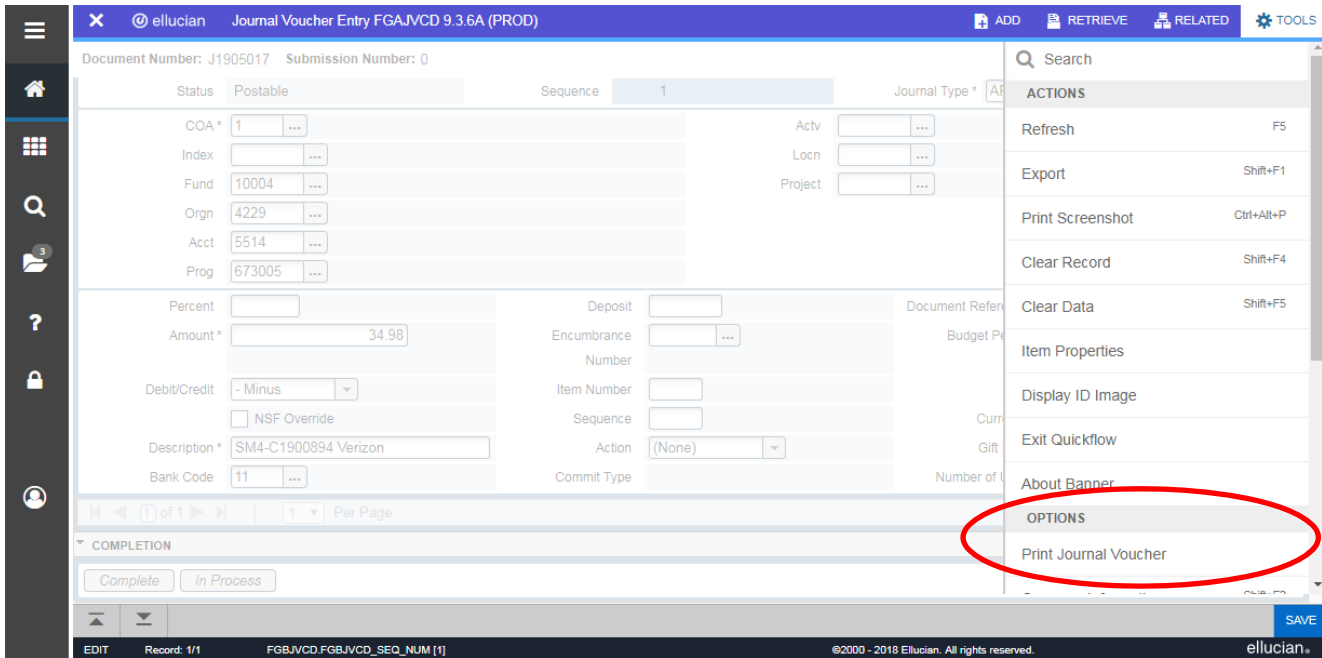 ellucian Journal Voucher Entry FGAJVCD 9.3.6A (PROD) ADD RETRIEVE RELATED TOOLS
Document Number: J1905017 Submission Number: 0
Search
Status Postable Sequence 1 Journal Type *
ACTIONS
COA * 1 ... Actv ...
Refresh F5
Index ... Locn ...
Export Shift+F1
Fund 10004 ... Project ...
Orgn 4229 ...
Print Screenshot Ctrl+Alt+P
Acct 5514 ...
Clear Record Shift+F4
Prog 673005 ...
Percent Deposit Document
Clear Data Shift+F5
Amount * 34.98 Encumbrance ... Budget
Number
Item Properties
Debit/Credit - Minus Item Number
Display ID Image
NSF Override Sequence
Description * SM4-C1900894 Verizon Action (None) Gift
Exit Quickflow
Bank Code 11 ... Commit Type Number of
About Banner
1 of 1 1 Per Page
OPTIONS
COMPLETION
Print Journal Voucher
Complete In Process
3
?
SAVE
EDIT Record: 1/1 FGBJVCD.FGBJVCD_SEQ_NUM [1] ©2000 - 2018 Ellucian. All rights reserved. ellucian